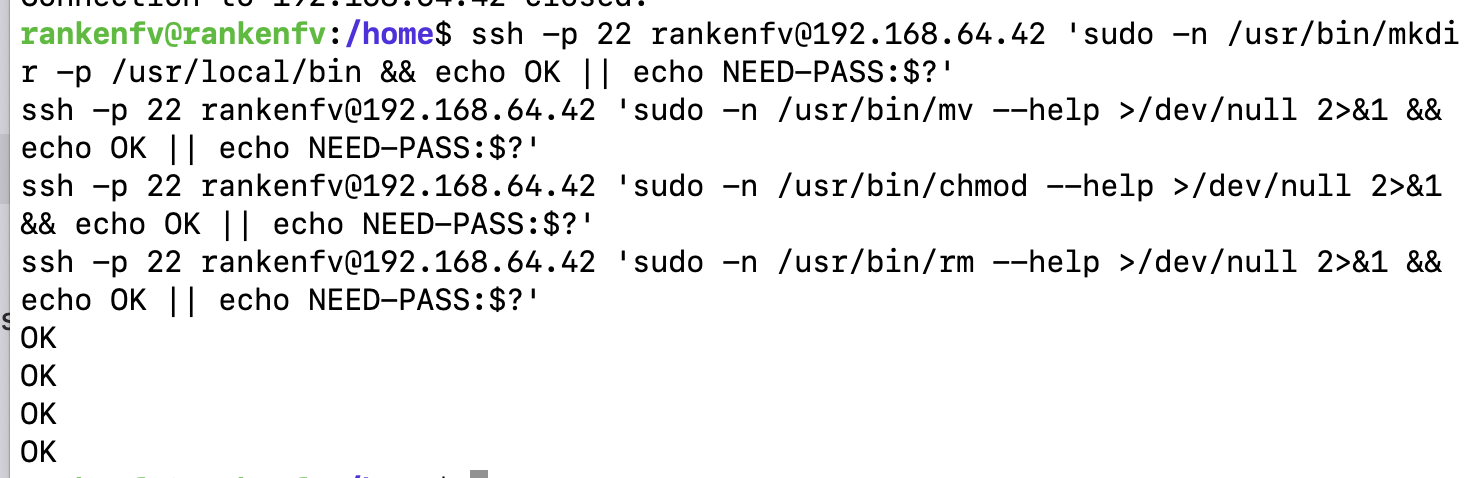 connection to 192.168.64.42 closed.
rankenfv@rankenfv:/home$ ssh -p 22 rankenfv@192.168.64.42 'sudo -n /usr/bin/mkdi
r -p /usr/local/bin && echo OK || echo NEED-PASS:$?'
ssh -p 22 rankenfv@192.168.64.42 'sudo -n /usr/bin/mv --help >/dev/null 2>&1 &&
echo OK || echo NEED-PASS:$?'
ssh -p 22 rankenfv@192.168.64.42 'sudo -n /usr/bin/chmod --help >/dev/null 2>&1
&& echo OK || echo NEED-PASS:$?'
ssh -p 22 rankenfv@192.168.64.42 'sudo -n /usr/bin/rm --help >/dev/null 2>&1 &&
echo OK || echo NEED-PASS:$?'
OK
OK
OK
OK